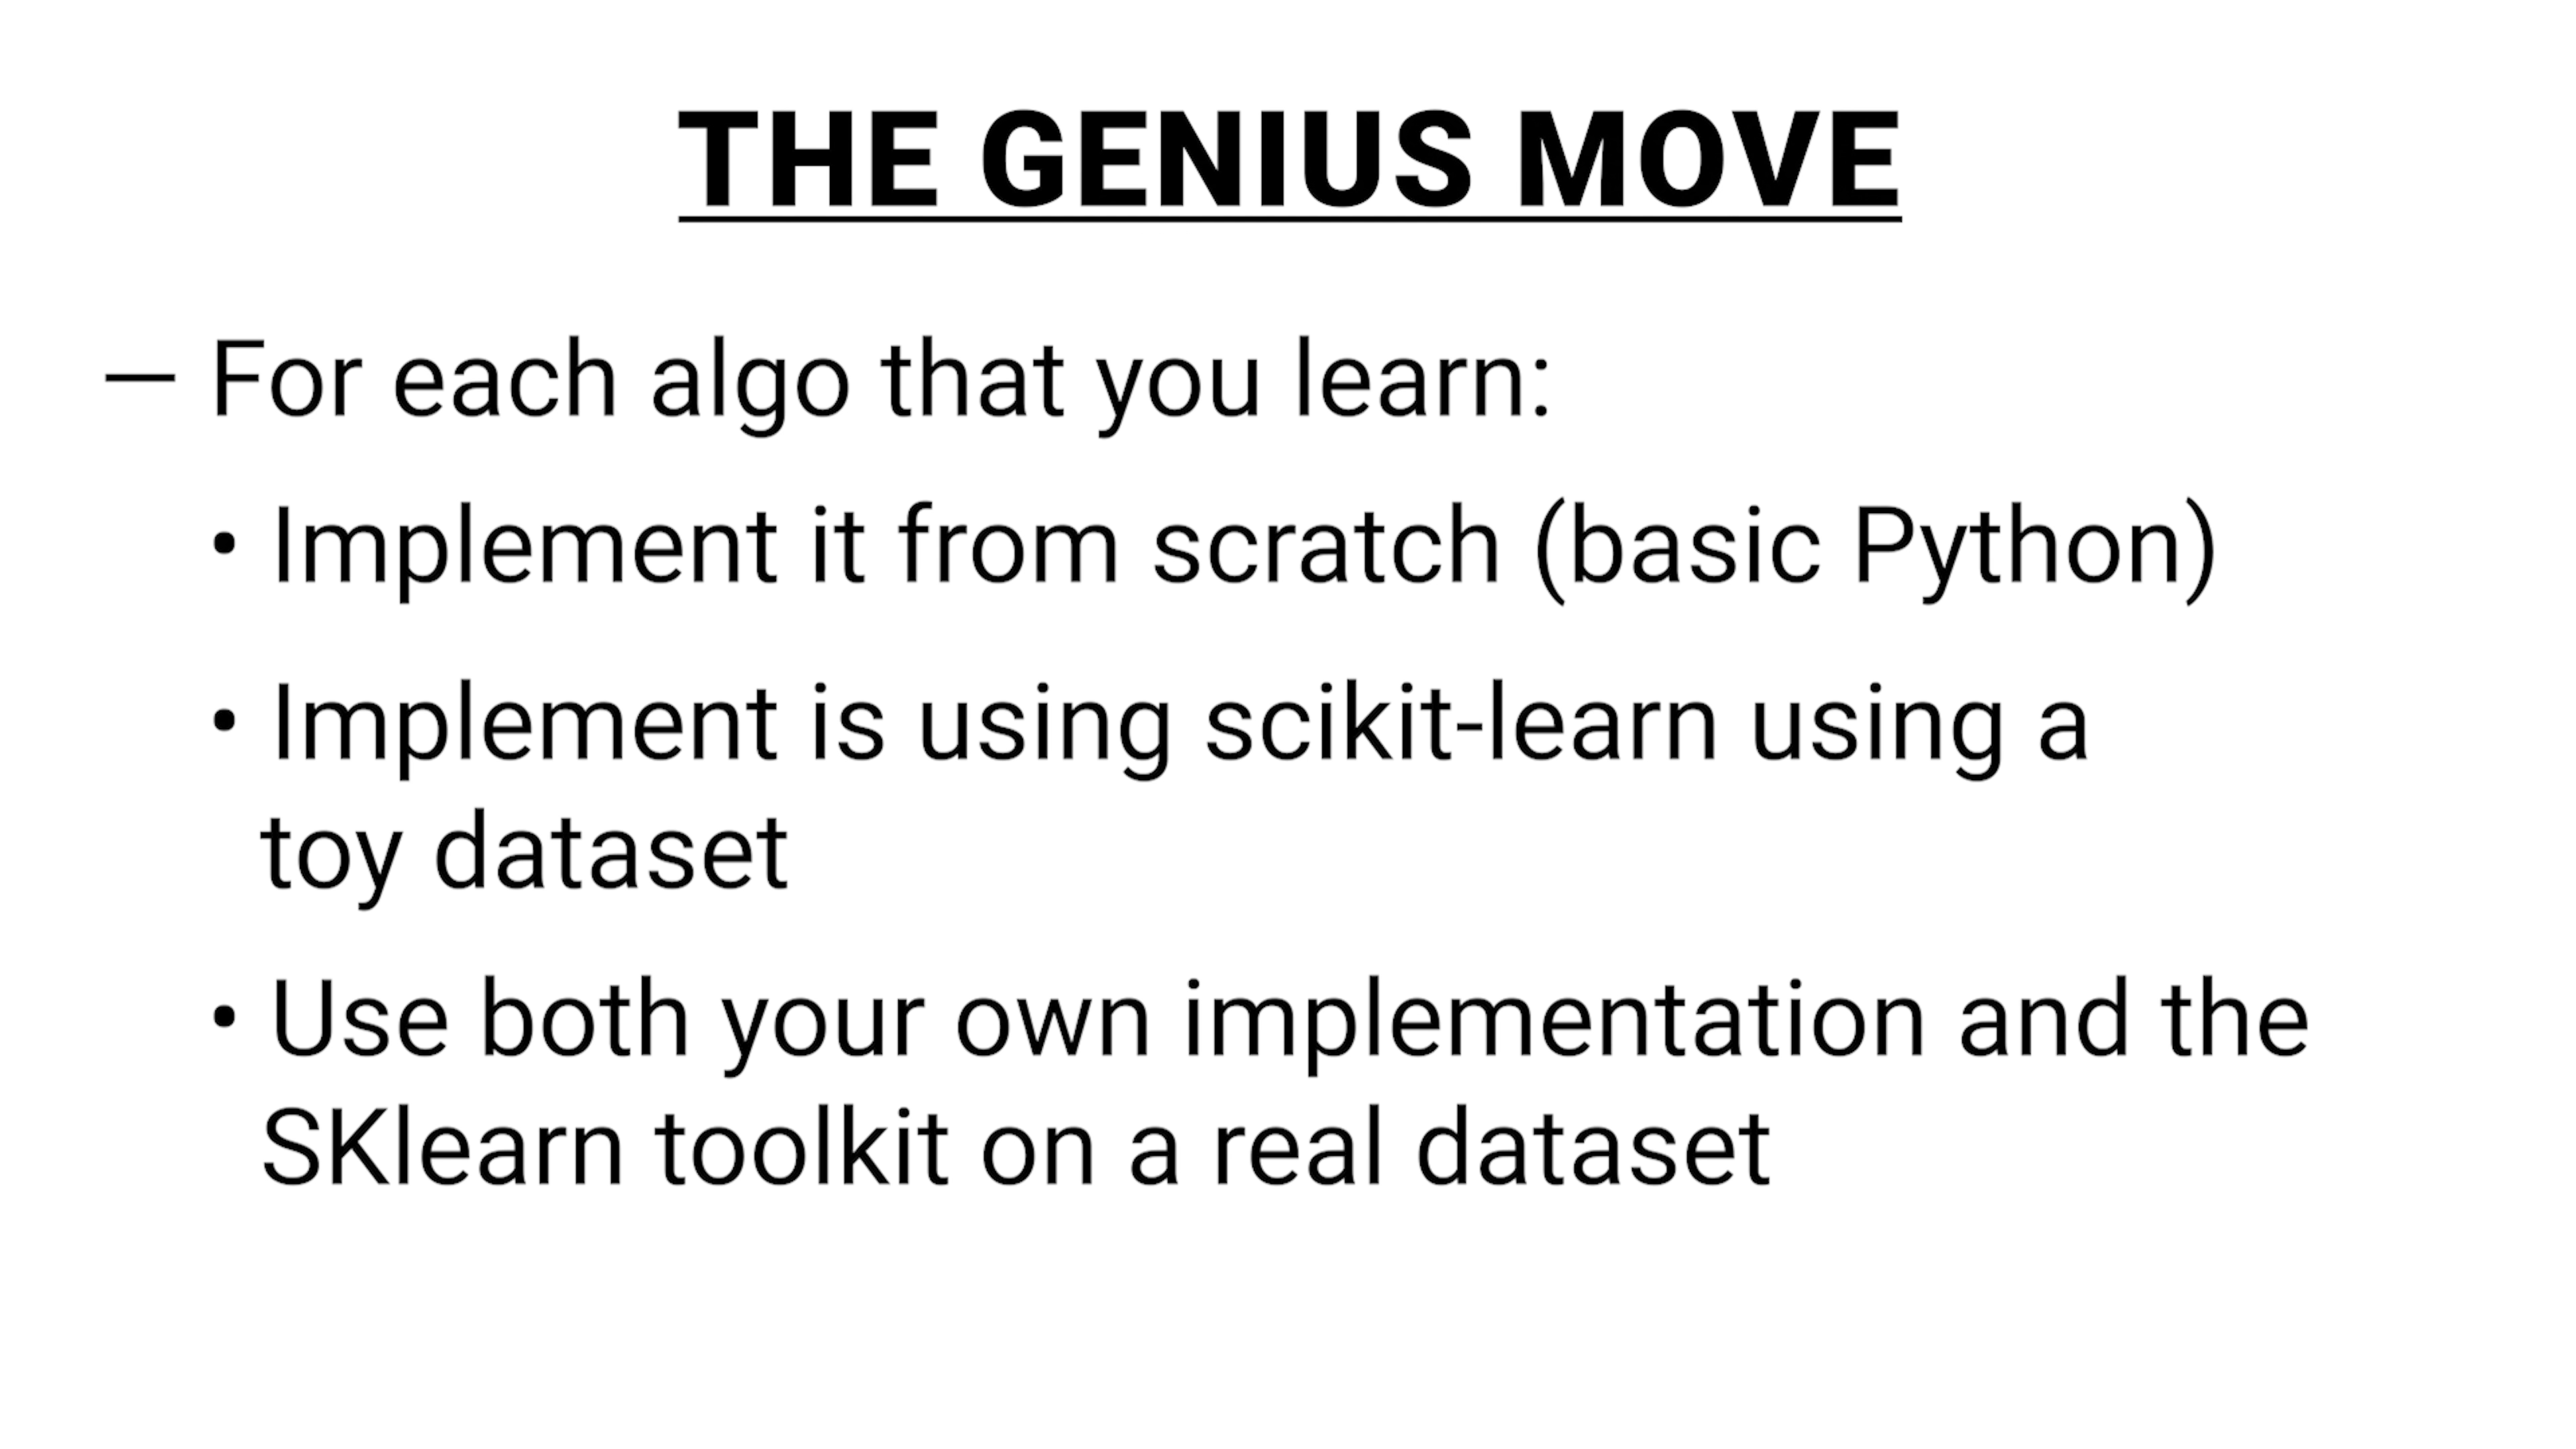 THE GENIUS MOVE
— For each algo that you learn:
• Implement it from scratch (basic Python)
• Implement is using scikit-learn using a
toy dataset
• Use both your own implementation and the
SKlearn toolkit on a real dataset